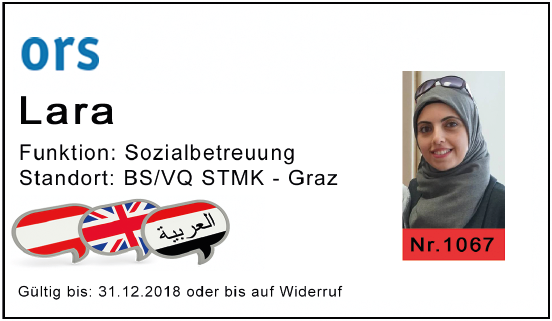 ors
Lara
Funktion: Sozialbetreuung
Standort: BS/VQ STMK - Graz
العربية
Nr.1067
Gültig bis: 31.12.2018 oder bis auf Widerruf